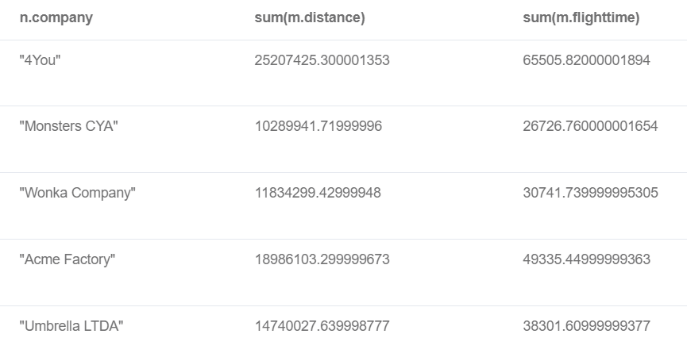 n.company sum(m.distance) sum(m.flighttime)
"4You" 25207425.300001353 65505.82000001894
"Monsters CYA" 10289941.71999996 26726.760000001654
"Wonka Company" 11834299.42999948 30741.739999995305
"Acme Factory" 18986103.299999673 49335.44999999363
"Umbrella LTDA" 14740027.639998777 38301.60999999377